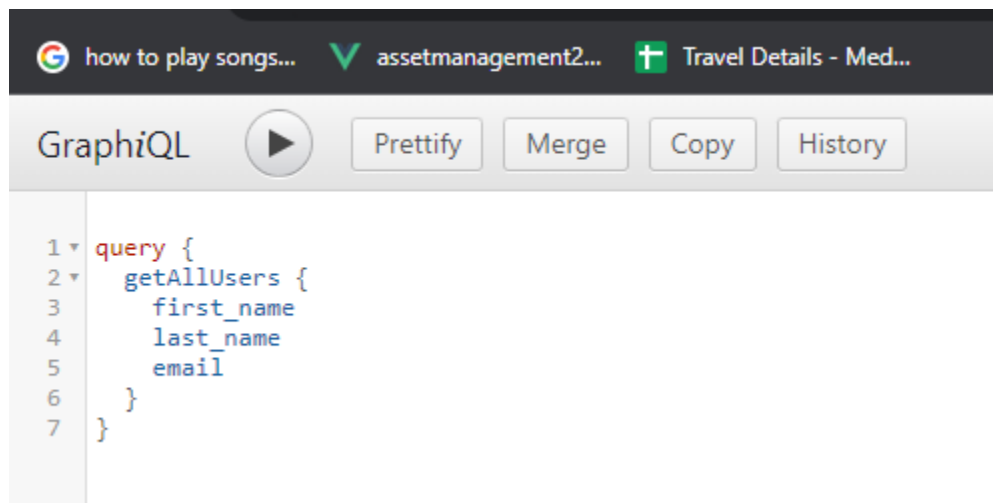 how to play songs... assetmanagement2... Travel Details - Med...
GraphiQL Prettify Merge Copy History
1 query {
2 getAllUsers {
3 first_name
4 last_name
5 email
6 }
7 }